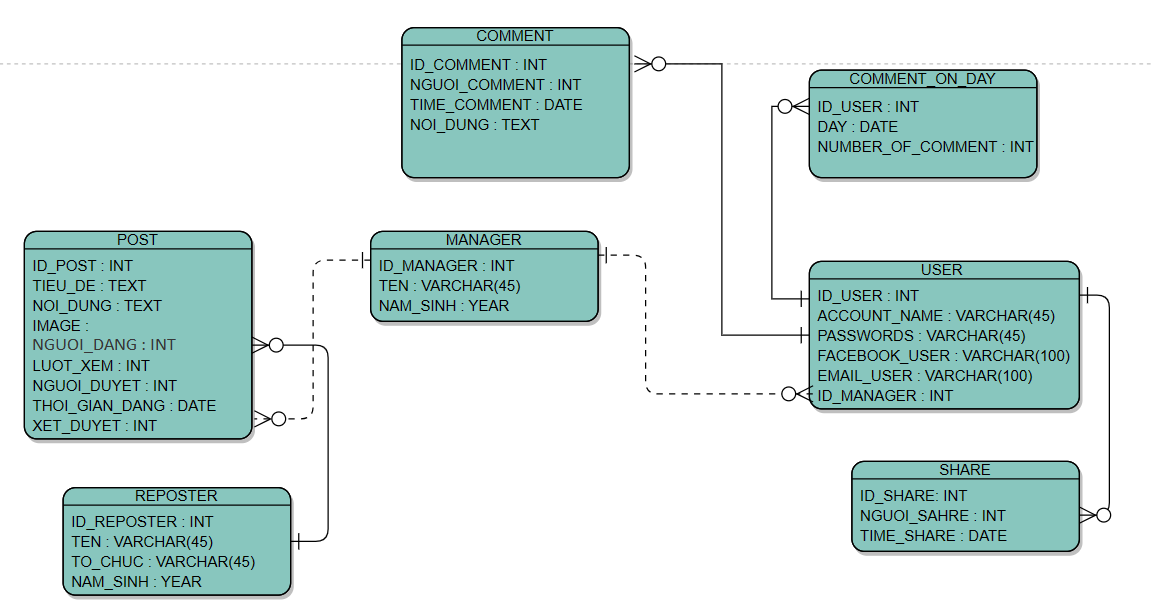 COMMENT
ID_COMMENT : INT
NGUOI_COMMENT : INT
TIME_COMMENT : DATE
NOI_DUNG : TEXT
COMMENT_ON_DAY
ID_USER : INT
DAY : DATE
NUMBER_OF_COMMENT : INT
POST
ID_POST : INT
TIEU_DE : TEXT
NOI_DUNG : TEXT
IMAGE :
NGUOI_DANG : INT
LUOT_XEM : INT
NGUOI_DUYET : INT
THOI_GIAN_DANG : DATE
XET_DUYET : INT
MANAGER
ID_MANAGER : INT
TEN : VARCHAR(45)
NAM_SINH : YEAR
USER
ID_USER : INT
ACCOUNT_NAME : VARCHAR(45)
PASSWORDS : VARCHAR(45)
FACEBOOK_USER : VARCHAR(100)
EMAIL_USER : VARCHAR(100)
ID_MANAGER : INT
REPOSTER
ID_REPOSTER : INT
TEN : VARCHAR(45)
TO_CHUC : VARCHAR(45)
NAM_SINH : YEAR
SHARE
ID_SHARE: INT
NGUOI_SAHRE : INT
TIME_SHARE : DATE